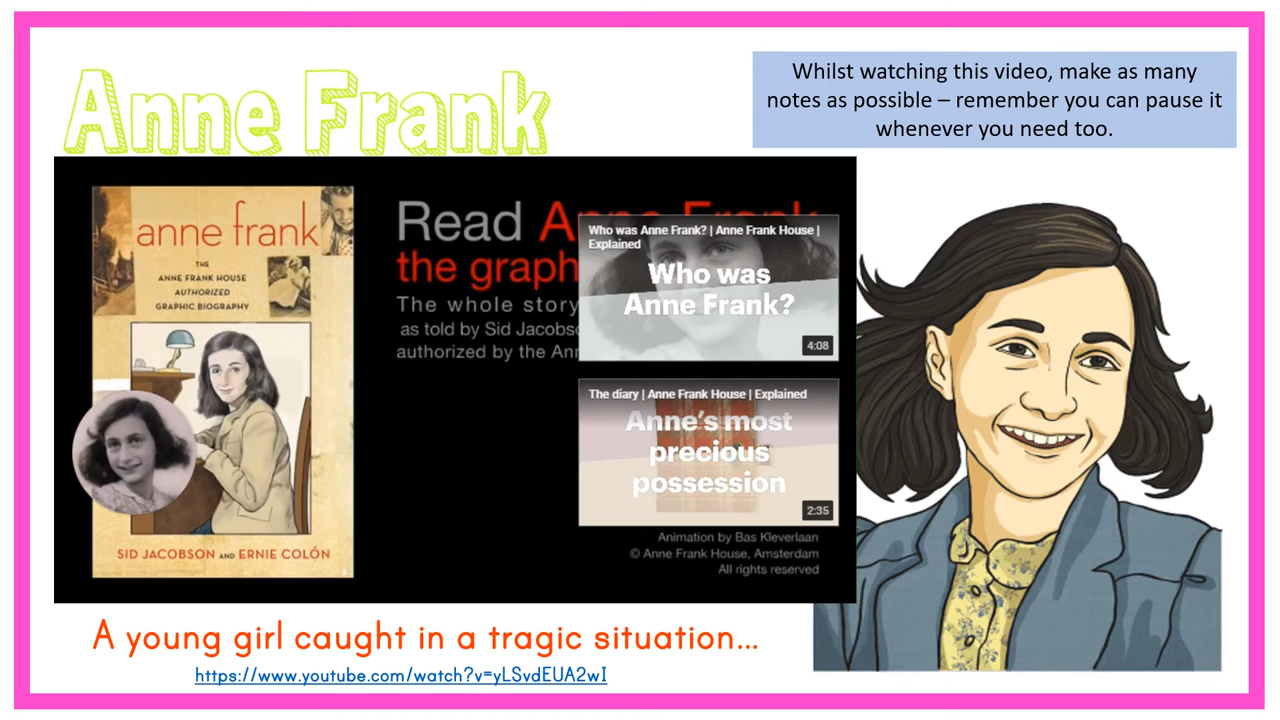 Anne Frank
Whilst watching this video, make as many
notes as possible – remember you can pause it
whenever you need too.
anne frank
THE
ANNE FRANK HOUSE
AUTHORIZED
GRAPHIC BIOGRAPHY
SID JACOBSON AND ERNIE COLÓN
Read Anne Frank
the graph
The whole story
as told by Sid Jacobso
authorized by the Ann
Who was Anne Frank? | Anne Frank House |
Explained
Who was
Anne Frank?
4:08
The diary | Anne Frank House | Explained
Anne's most
precious
possession
2:35
Animation by Bas Kleverlaan
© Anne Frank House, Amsterdam
All rights reserved
A young girl caught in a tragic situation...
https://www.youtube.com/watch?v=yLSvdEUA2wI